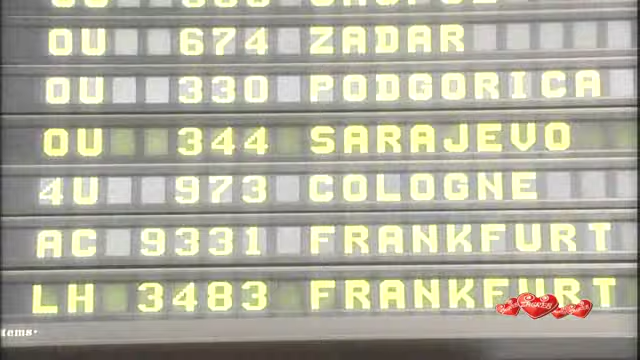 OU 674 ZADAR
OU 330 PODGORICA
OU 344 SARAJEVO
4U 973 COLOGNE
AC 9331 FRANKFURT
LH 3483 FRANKFURT